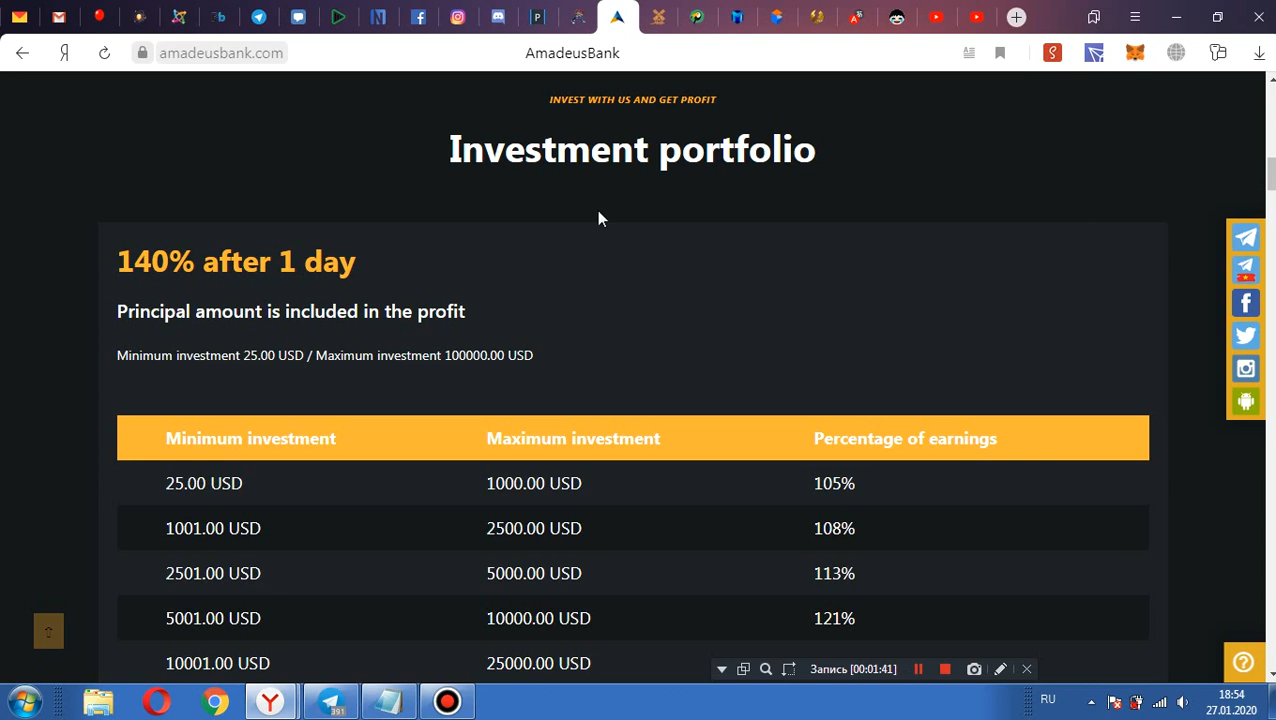 amadeusbank.com
AmadeusBank
INVEST WITH US AND GET PROFIT
Investment portfolio
140% after 1 day
Principal amount is included in the profit
Minimum investment 25.00 USD / Maximum investment 100000.00 USD
Minimum investment Maximum investment Percentage of earnings
25.00 USD 1000.00 USD 105%
1001.00 USD 2500.00 USD 108%
2501.00 USD 5000.00 USD 113%
5001.00 USD 10000.00 USD 121%
10001.00 USD 25000.00 USD
Запись [00:01:41]
391
RU
18:54
27.01.2020